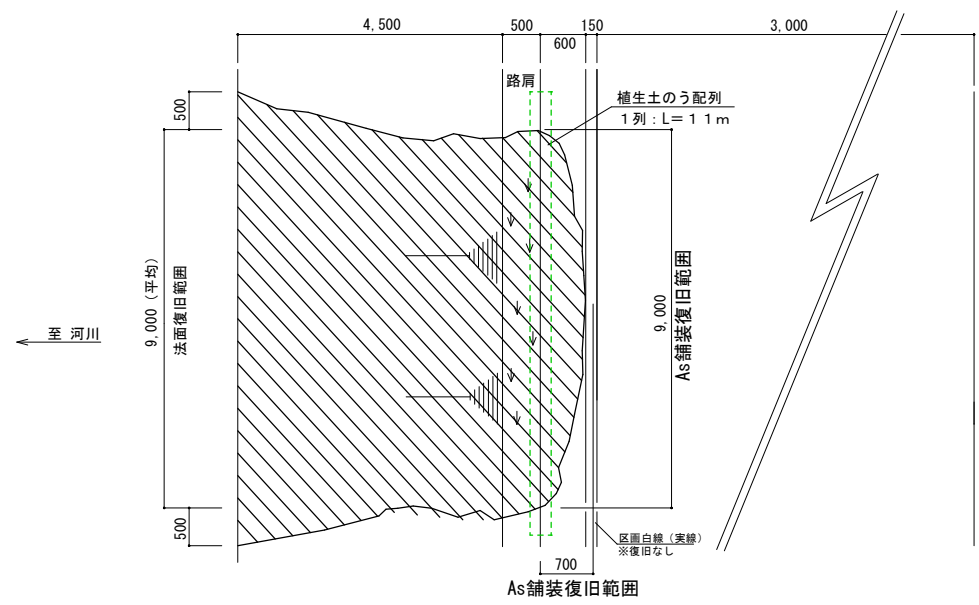 4,500
500
150
3,000
600
路肩
植生土のう配列
1列：L=11m
500
9,000（平均）
法面復旧範囲
至 河川
9,000
As舗装復旧範囲
500
区画白線（実線）
※復旧なし
700
As舗装復旧範囲